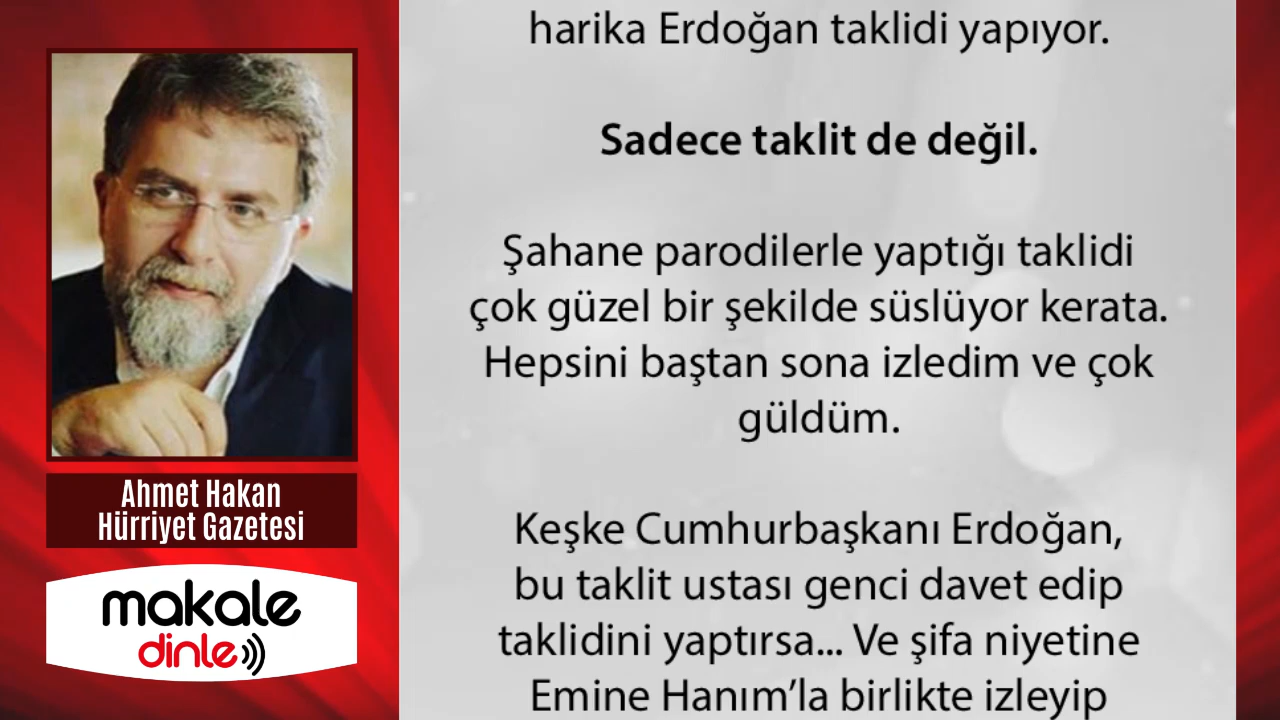 harika Erdoğan taklidi yapıyor.
Sadece taklit de değil.
Şahane parodilerle yaptığı taklidi
çok güzel bir şekilde süslüyor kerata.
Hepsini baştan sona izledim ve çok
güldüm.
Keşke Cumhurbaşkanı Erdoğan,
bu taklit ustası genci davet edip
taklidini yaptırsa... Ve şifa niyetine
Emine Hanım’la birlikte izleyip
Ahmet Hakan
Hürriyet Gazetesi
makale
dinle